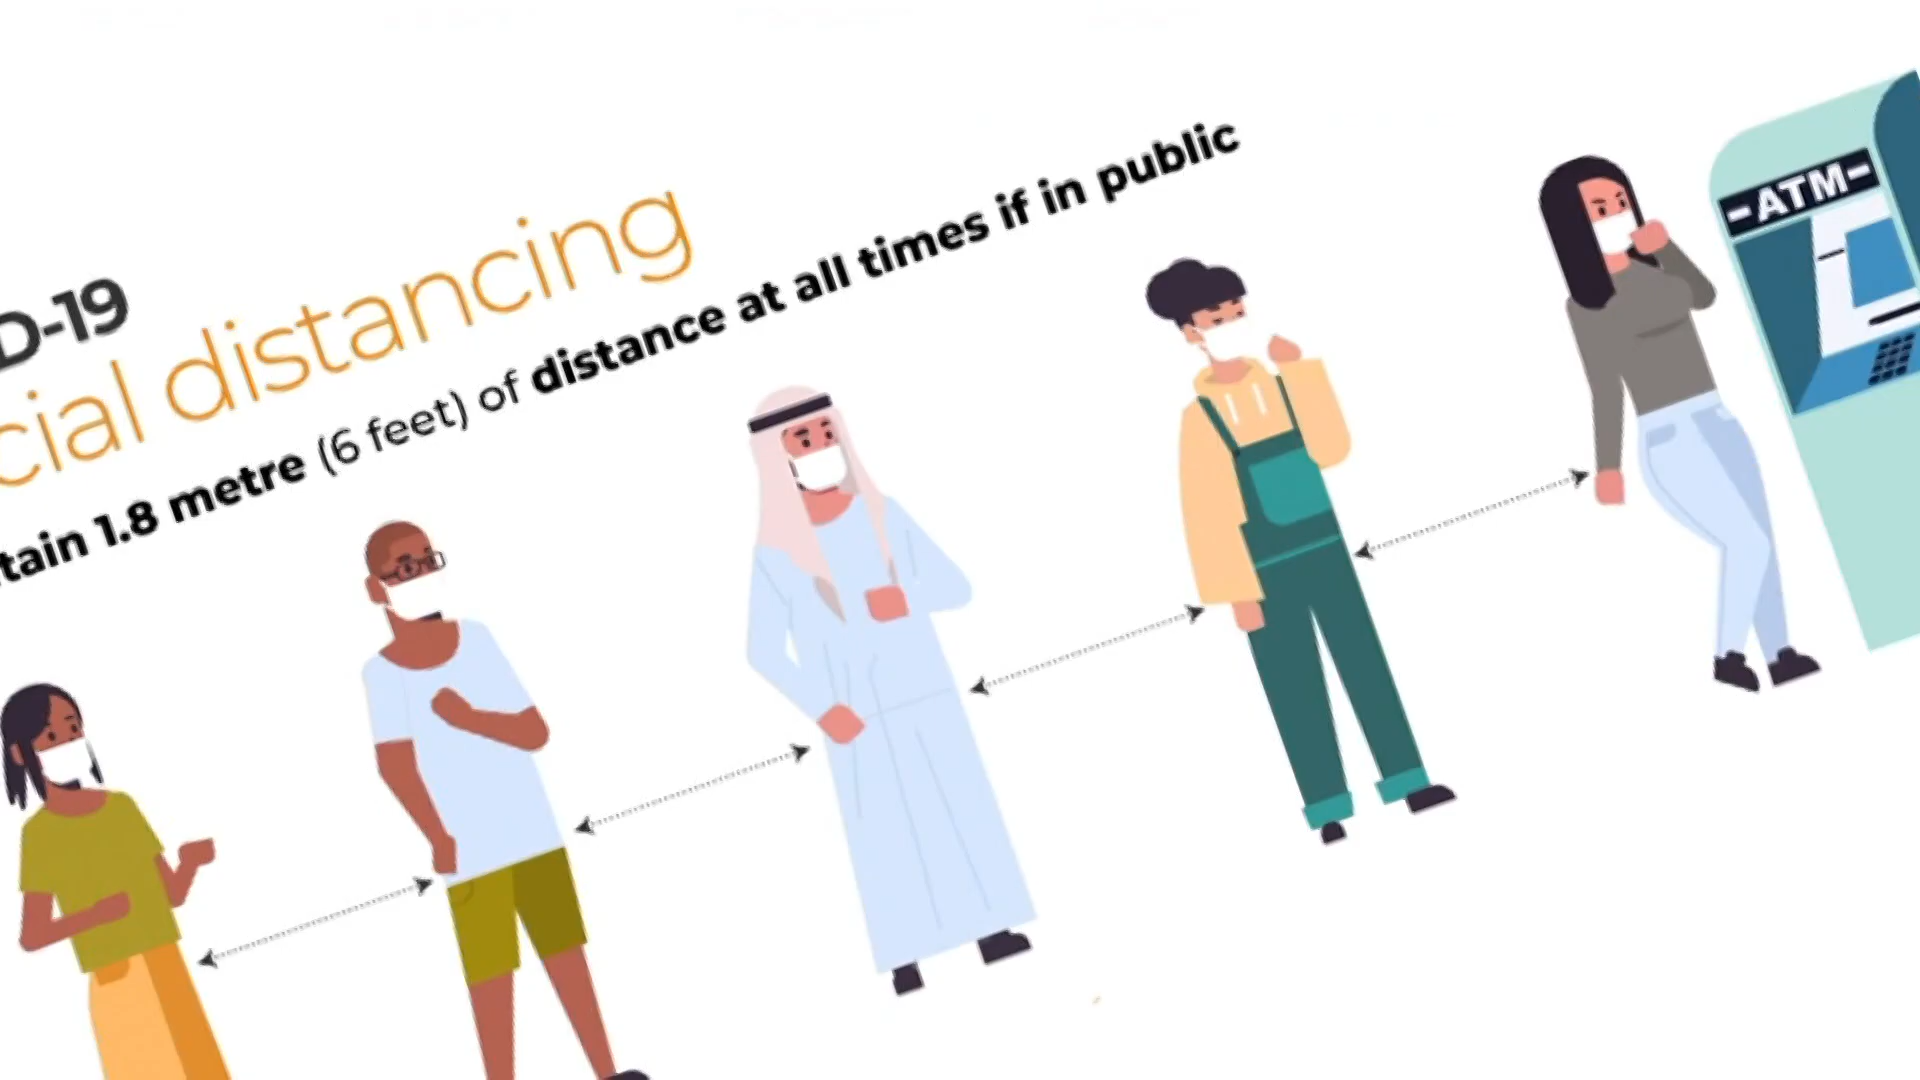 D-19
cial distancing
tain 1.8 metre (6 feet) of distance at all times if in public
-ATM-